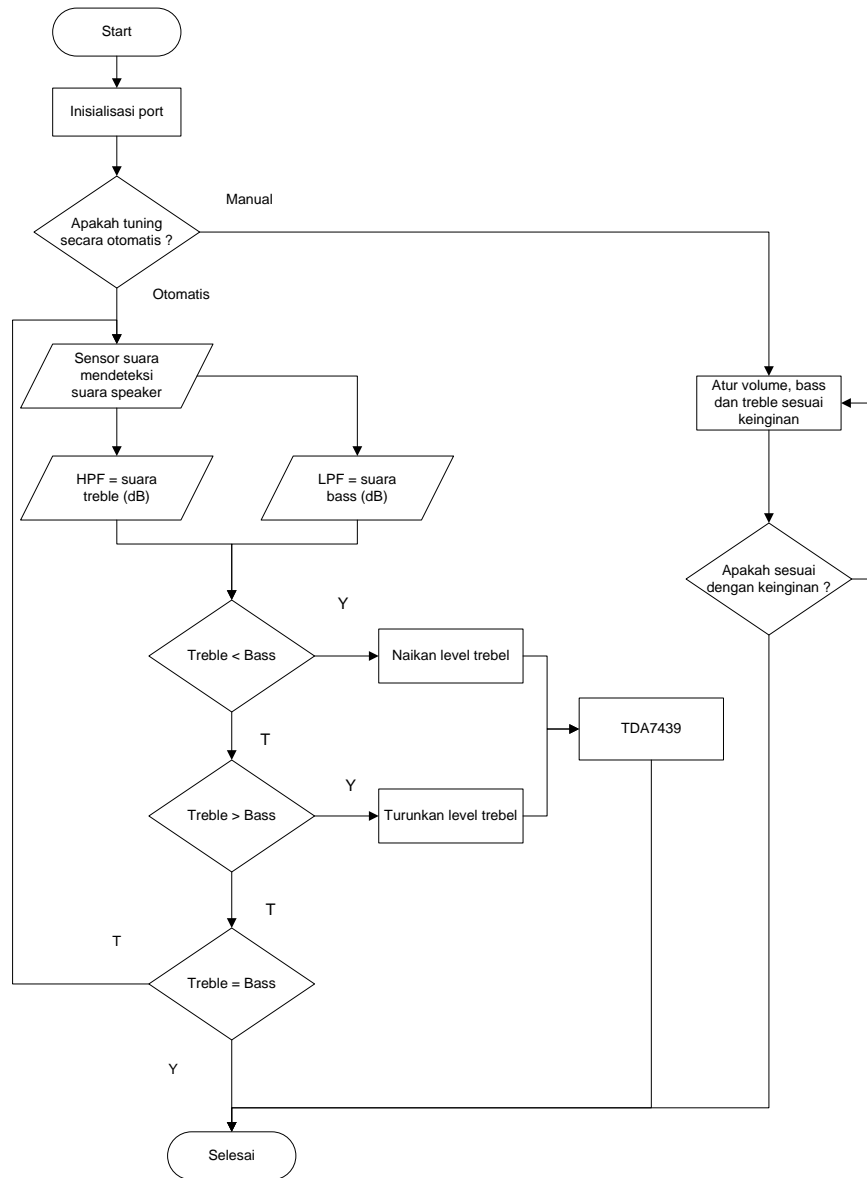 Start
Inisialisasi port
Manual
Apakah tuning
secara otomatis ?
Otomatis
Sensor suara
mendeteksi
suara speaker
Atur volume, bass
dan treble sesuai
keinginan
HPF = suara
treble (dB)
LPF = suara
bass (dB)
Apakah sesuai
dengan keinginan ?
Y
Treble < Bass
Naikan level trebel
TDA7439
T
Y
Treble > Bass
Turunkan level trebel
T
T
Treble = Bass
Y
Selesai